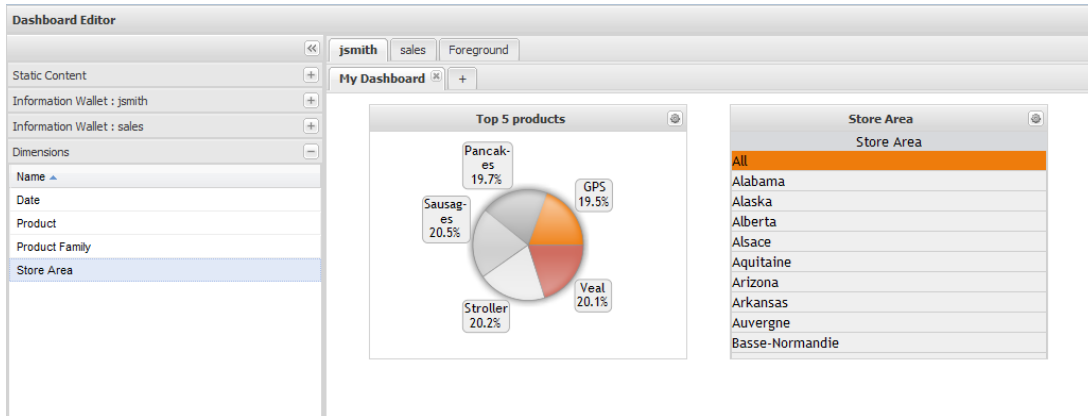 Dashboard Editor
jsmith
sales
Foreground
Static Content
My Dashboard
+
Information Wallet : jsmith
Information Wallet : sales
Dimensions
Name
Date
Product
Product Family
Store Area
Top 5 products
Pancak-
es
19.7%
GPS
19.5%
Sausag-
es
20.5%
Veal
20.1%
Stroller
20.2%
Store Area
Store Area
All
Alabama
Alaska
Alberta
Alsace
Aquitaine
Arizona
Arkansas
Auvergne
Basse-Normandie